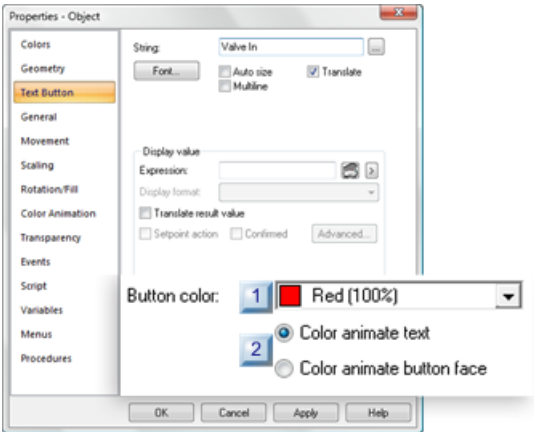 Properties - Object
Colors
Geometry
Text Button
General
Movement
Scaling
Rotation/Fill
Color Animation
Transparency
Events
Script
Variables
Menus
Procedures
String: Valve In ...
Font... Auto size Translate
Multiline
Display value
Expression: >
Display format:
Translate result value
Setpoint action Confirmed Advanced...
Button color: 1 Red (100%)
2 Color animate text
Color animate button face
OK Cancel Apply Help